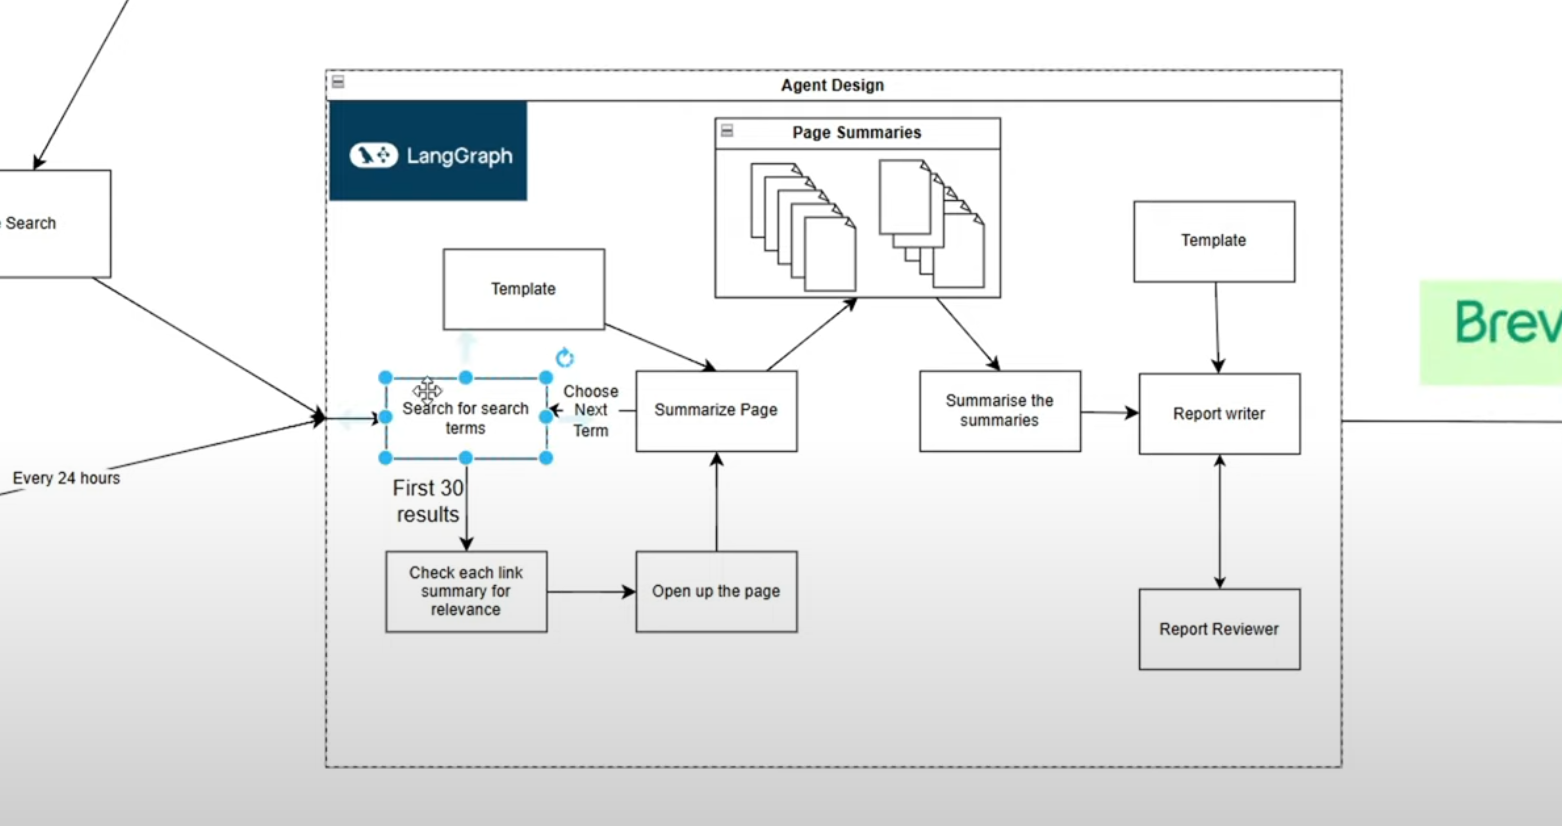 Agent Design
LangGraph
Page Summaries
Search
Template
Template
Choose
Next
Term
Search for search
terms
Summarize Page
Summarise the
summaries
Report writer
Every 24 hours
First 30
results
Check each link
summary for
relevance
Open up the page
Report Reviewer
Brev